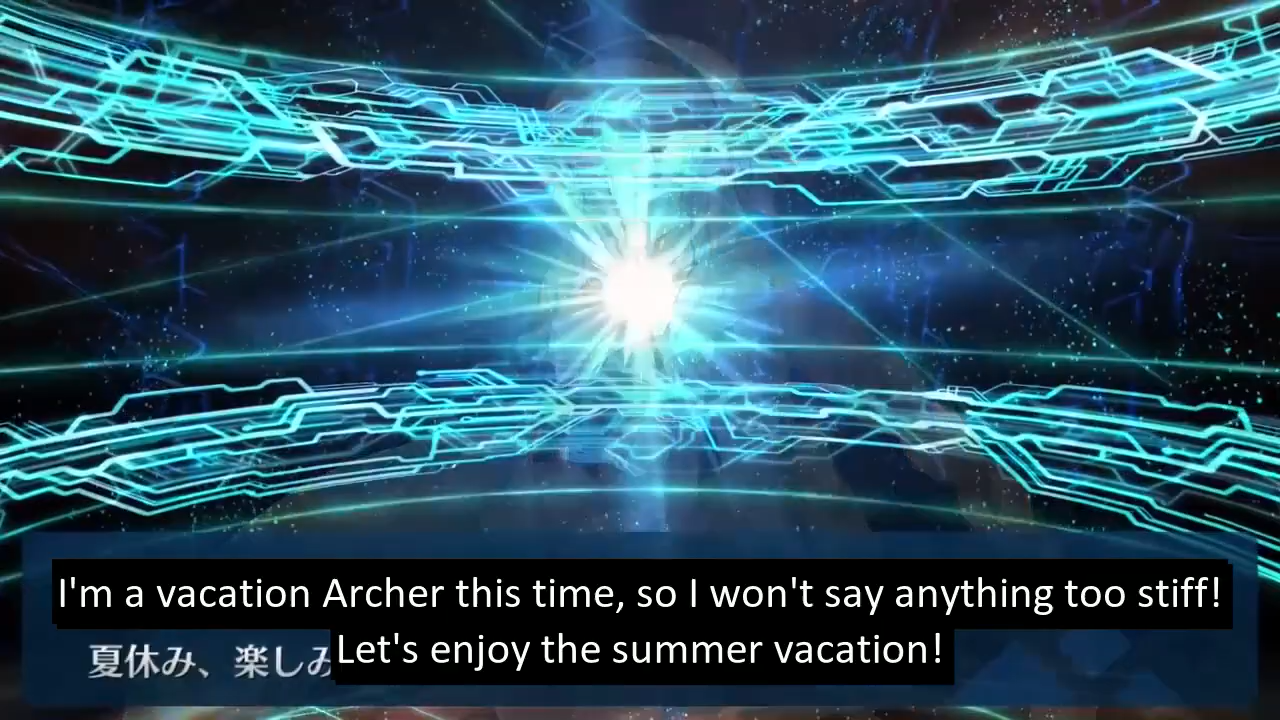 I'm a vacation Archer this time, so I won't say anything too stiff!
Let's enjoy the summer vacation!
夏休み、楽しみ